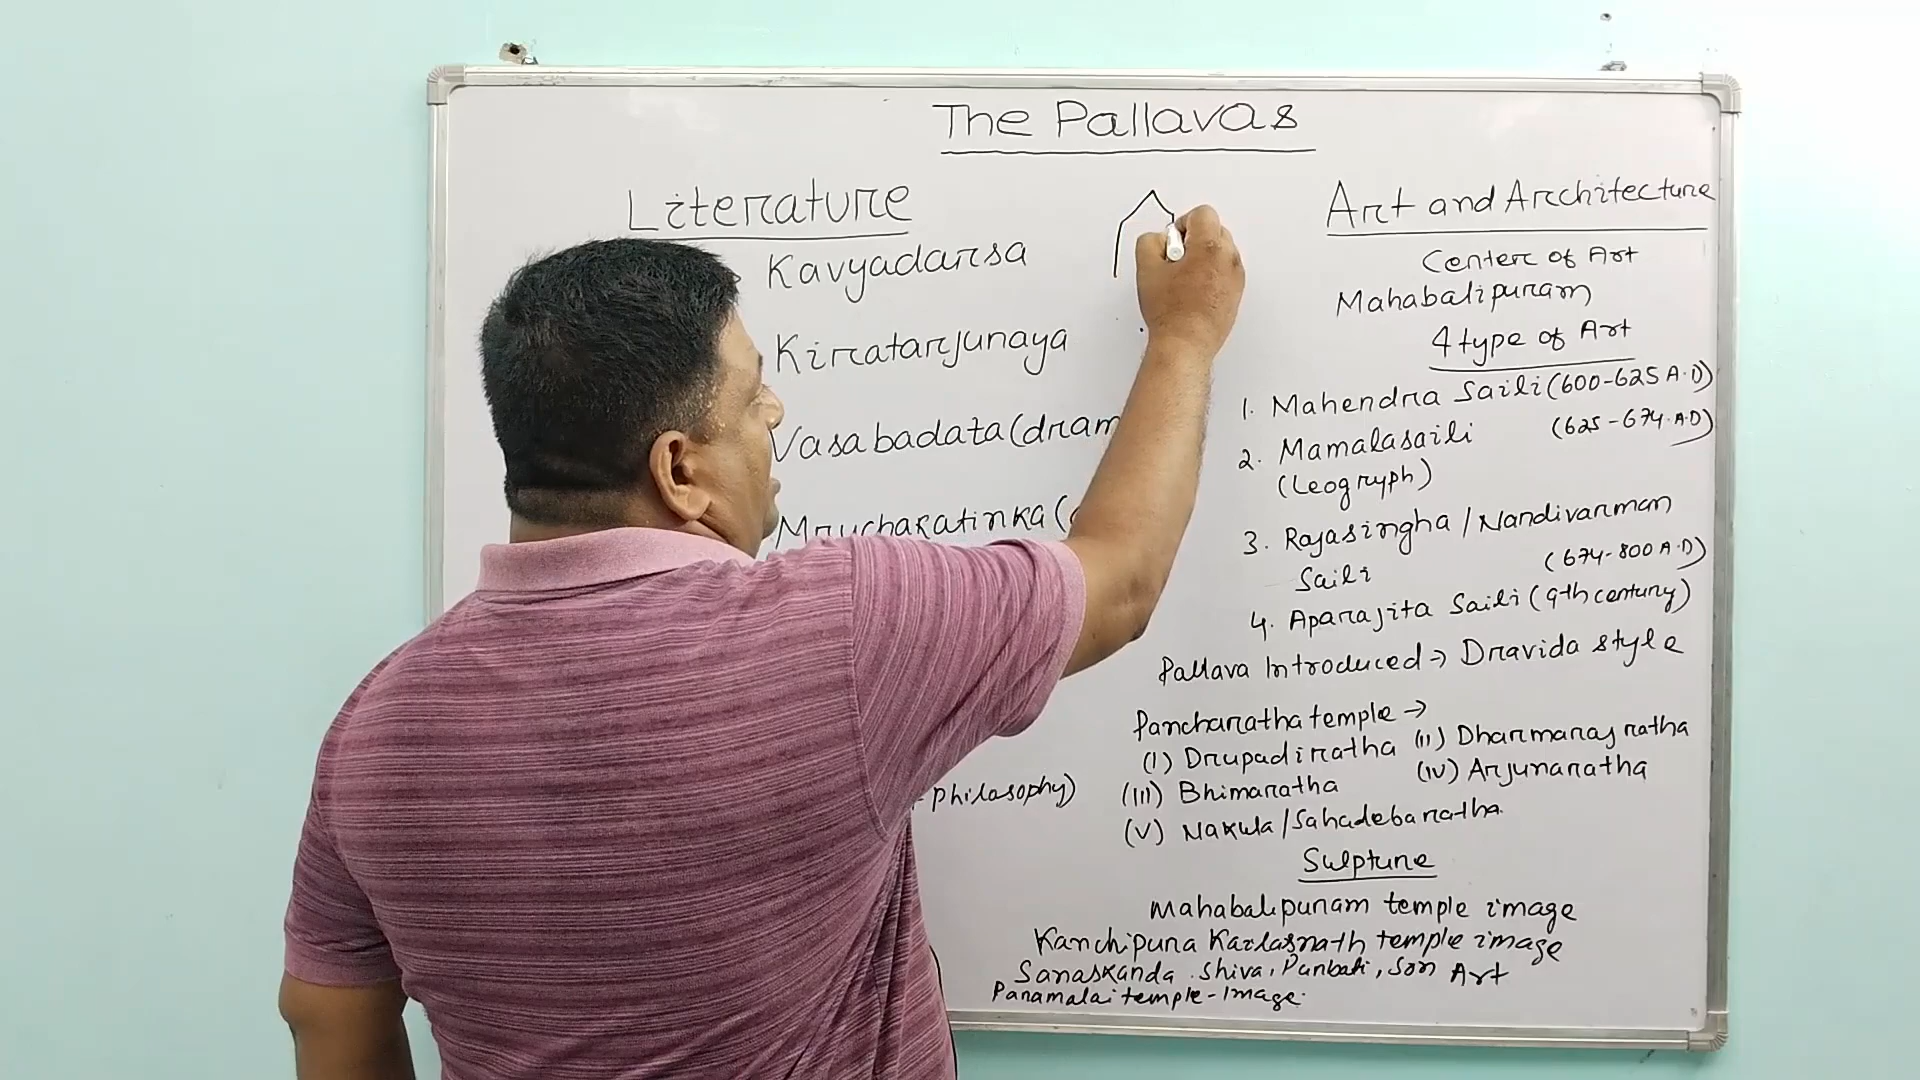 The Pallavas
Literature
Kavyadarsa
Kiratarjunaya
Vasabadata (dram
Mruchakatinka (
philosophy)
Art and Architecture
Center of Art
Mahabalipuram
4 type of Art
1. Mahendra Saili (600-625 A.D)
2. Mamalasaili (625-674 A.D)
(Leogryph)
3. Rajasingha / Nandivarman
Saili (674-800 A.D)
4. Aparajita Saili (9th century)
Pallava Introduced → Dravida style
Pancharatha temple →
(I) Drupadiratha (II) Dharmaraj ratha
(III) Bhimaratha (IV) Arjunaratha
(V) Nakula / Sahadebaratha
Sulpture
Mahabalipuram temple image
Kanchipura Kailasnath temple image
Sanaskanda. Shiva, Parbati, Son Art
Panamalai temple - Image.